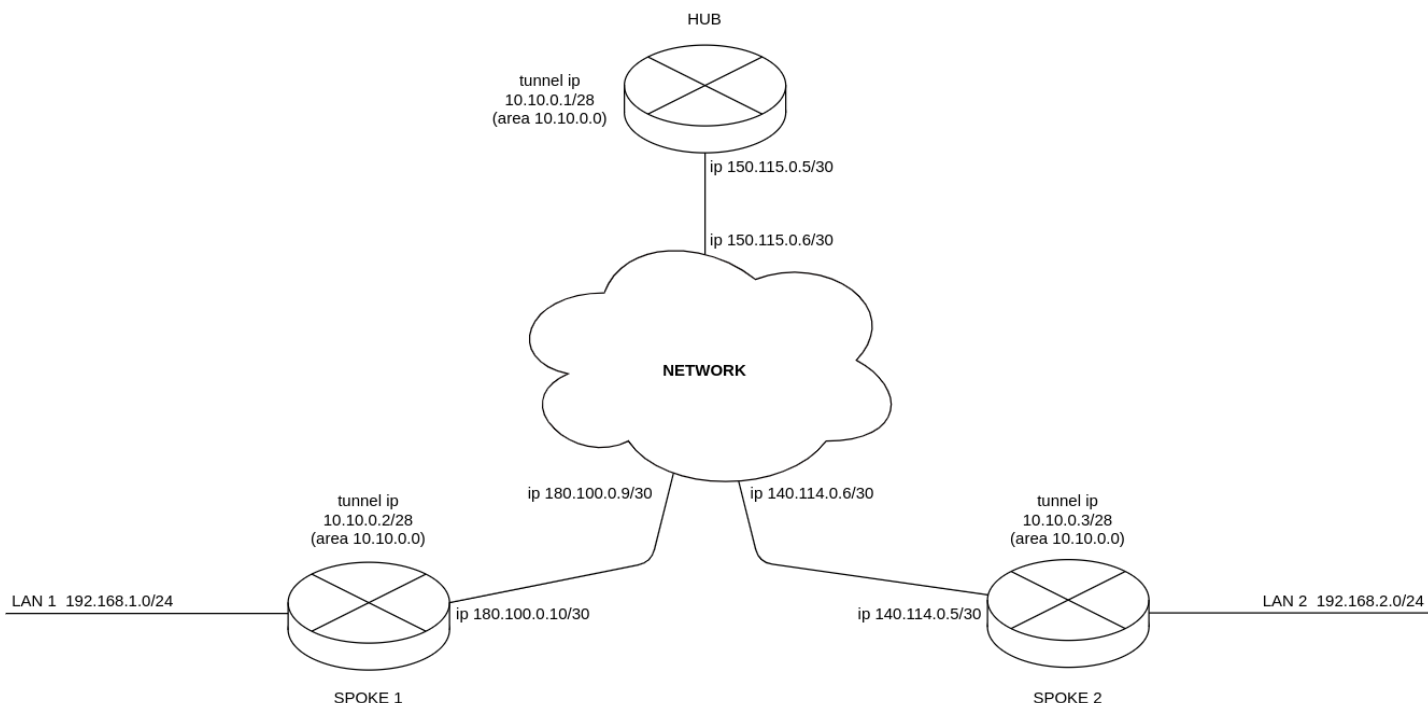 HUB
tunnel ip
10.10.0.1/28
(area 10.10.0.0)
ip 150.115.0.5/30
ip 150.115.0.6/30
NETWORK
ip 180.100.0.9/30
ip 140.114.0.6/30
tunnel ip
10.10.0.2/28
(area 10.10.0.0)
tunnel ip
10.10.0.3/28
(area 10.10.0.0)
LAN 1  192.168.1.0/24
ip 180.100.0.10/30
ip 140.114.0.5/30
LAN 2  192.168.2.0/24
SPOKE 1
SPOKE 2